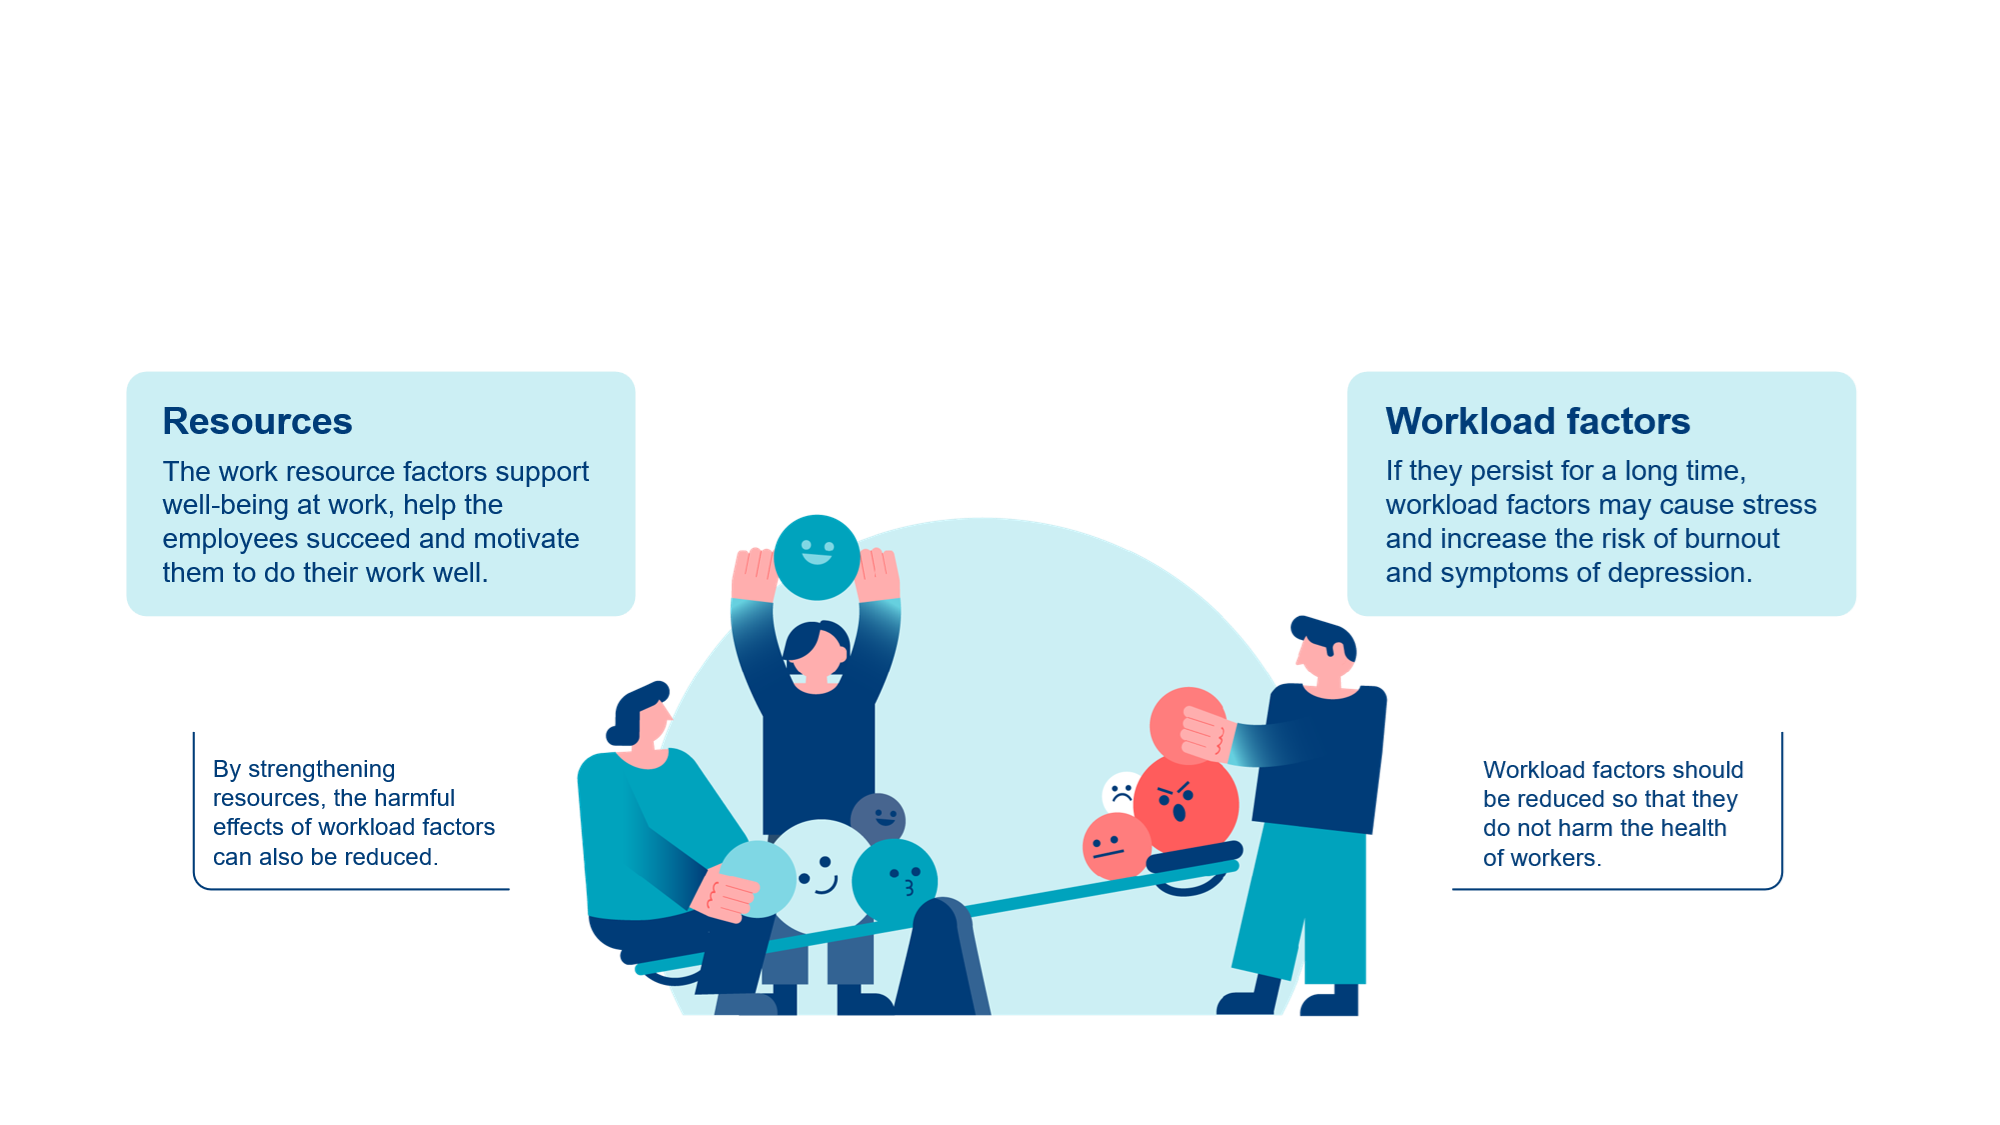 Resources
The work resource factors support
well-being at work, help the
employees succeed and motivate
them to do their work well.
Workload factors
If they persist for a long time,
workload factors may cause stress
and increase the risk of burnout
and symptoms of depression.
By strengthening
resources, the harmful
effects of workload factors
can also be reduced.
Workload factors should
be reduced so that they
do not harm the health
of workers.